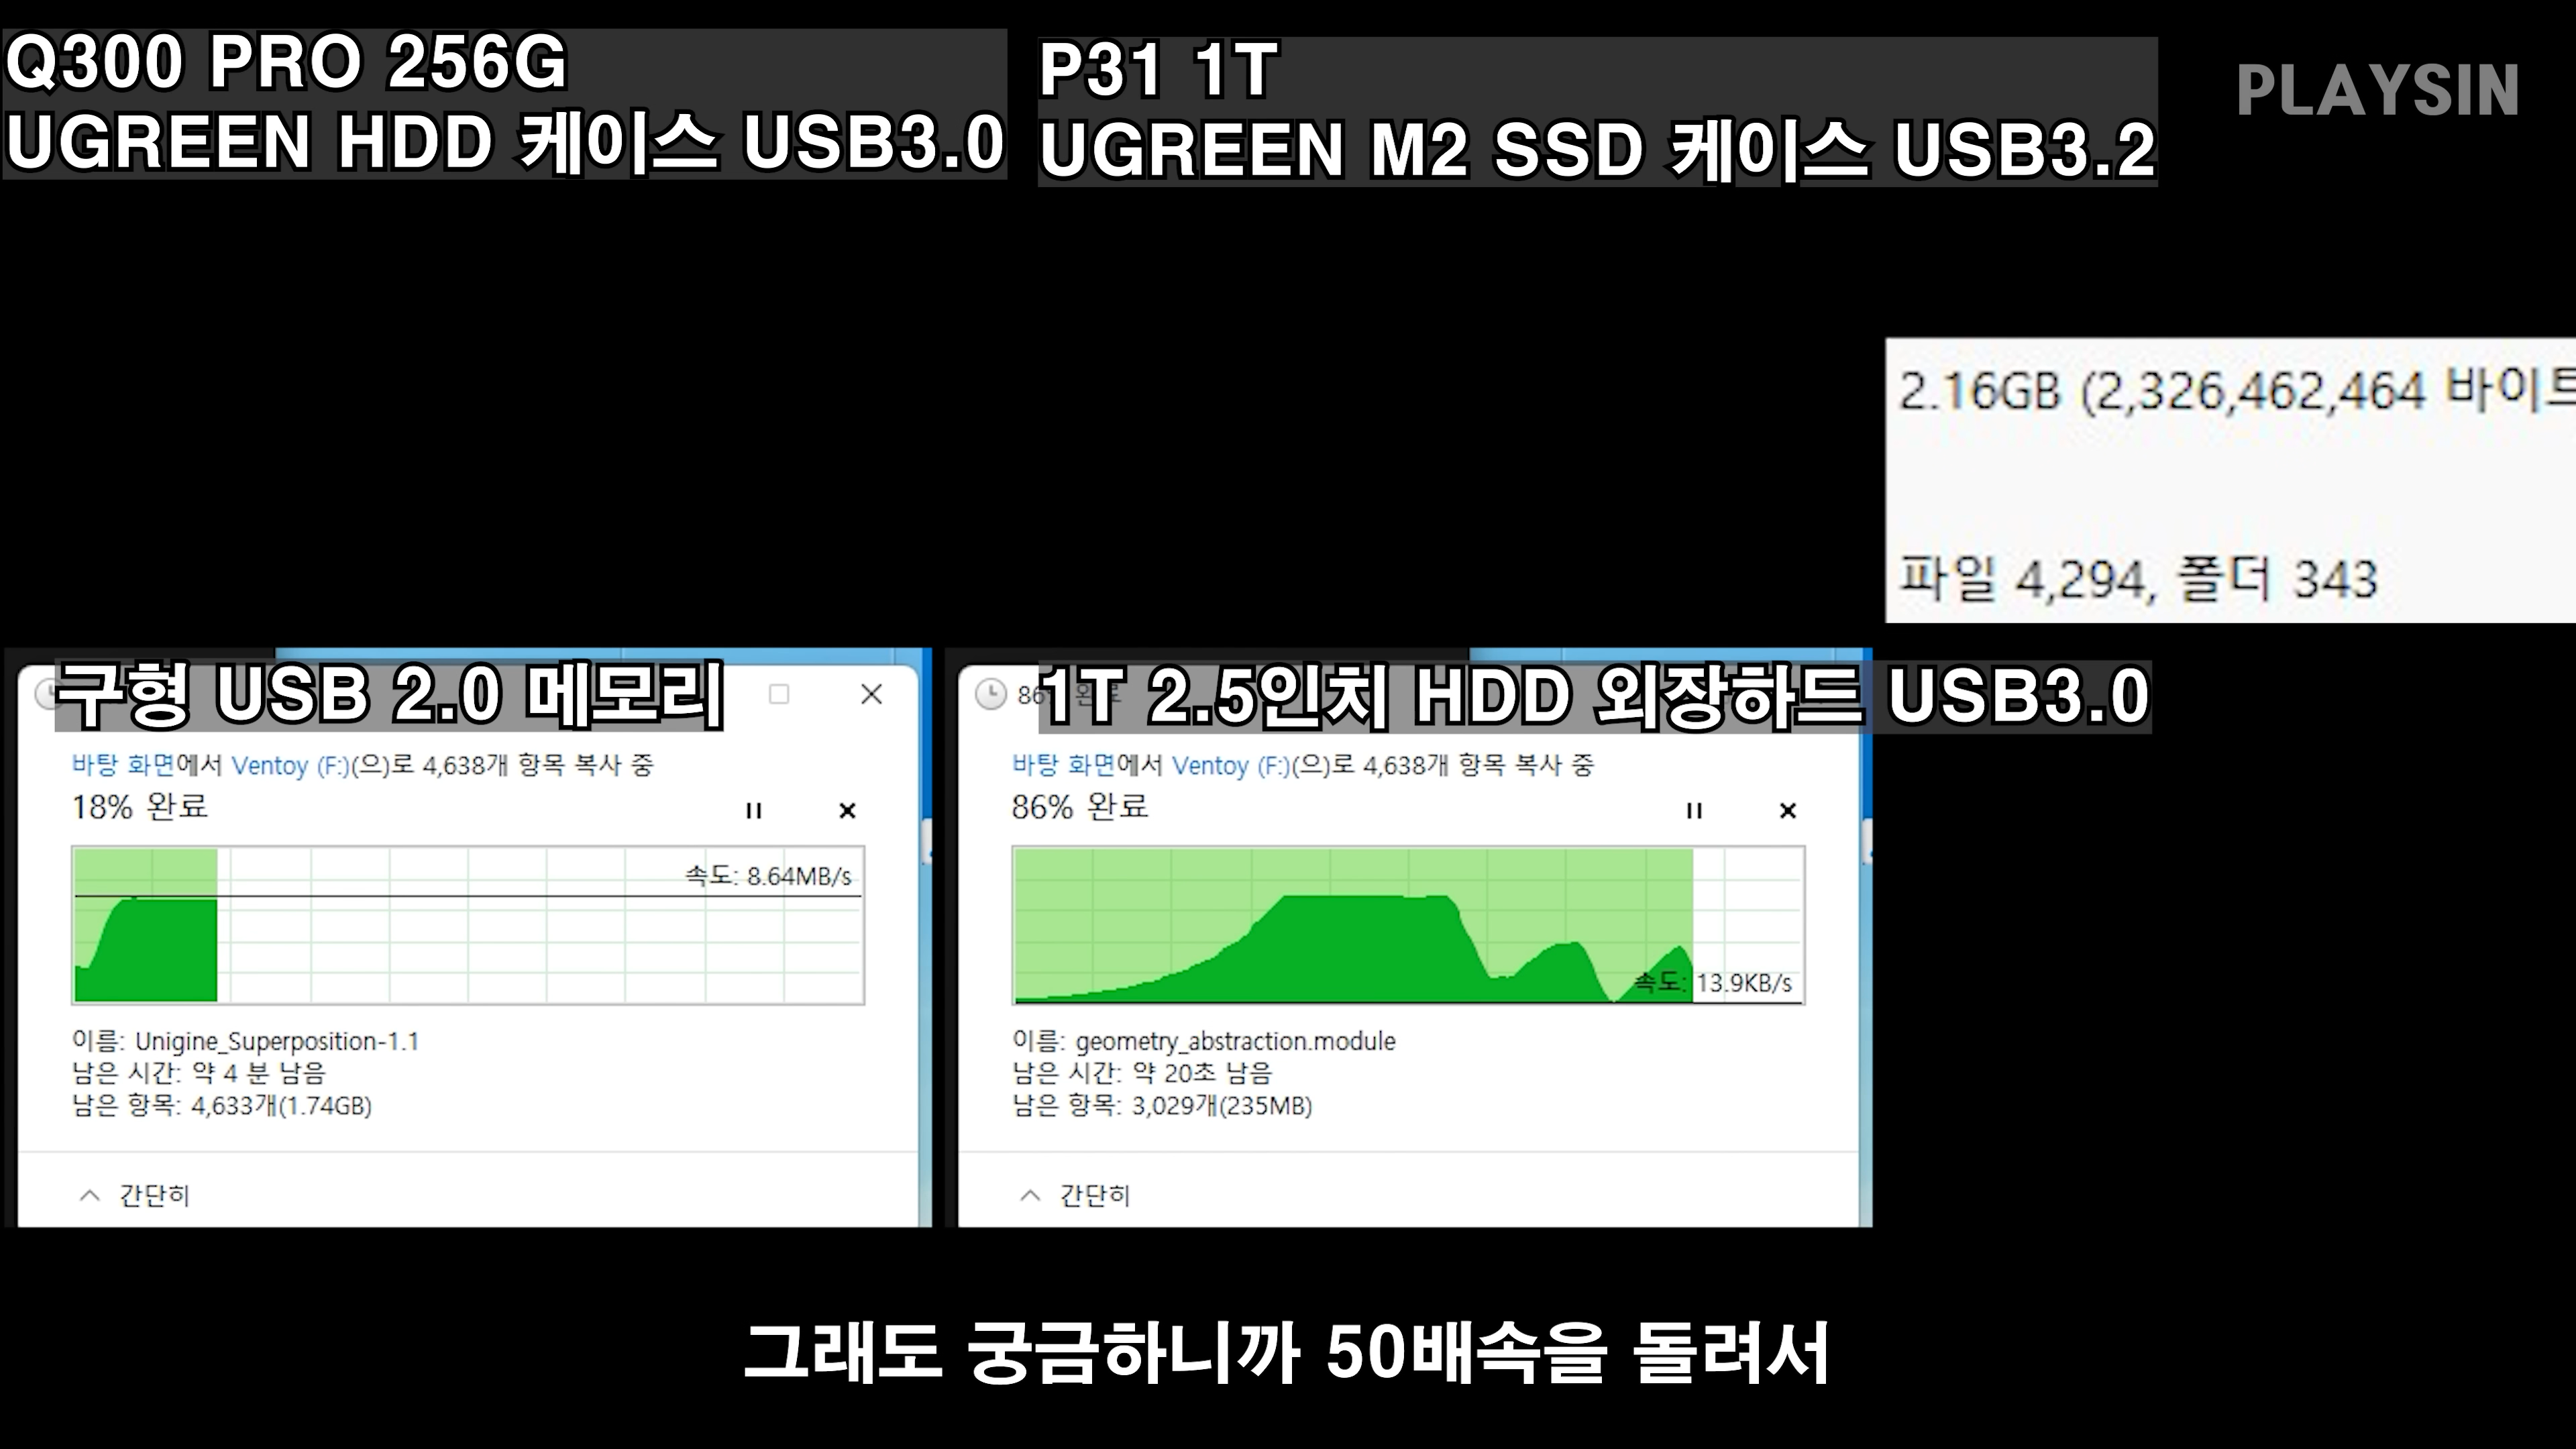 Q300 PRO 256G
UGREEN HDD 케이스 USB3.0
P31 1T
UGREEN M2 SSD 케이스 USB3.2
PLAYSIN
2.16GB (2,326,462,464 바이트
파일 4,294, 폴더 343
구형 USB 2.0 메모리
바탕 화면에서 Ventoy (F:)(으)로 4,638개 항목 복사 중
18% 완료
속도: 8.64MB/s
이름: Unigine_Superposition-1.1
남은 시간: 약 4 분 남음
남은 항목: 4,633개(1.74GB)
간단히
1T 2.5인치 HDD 외장하드 USB3.0
바탕 화면에서 Ventoy (F:)(으)로 4,638개 항목 복사 중
86% 완료
속도: 13.9KB/s
이름: geometry_abstraction.module
남은 시간: 약 20초 남음
남은 항목: 3,029개(235MB)
간단히
그래도 궁금하니까 50배속을 돌려서